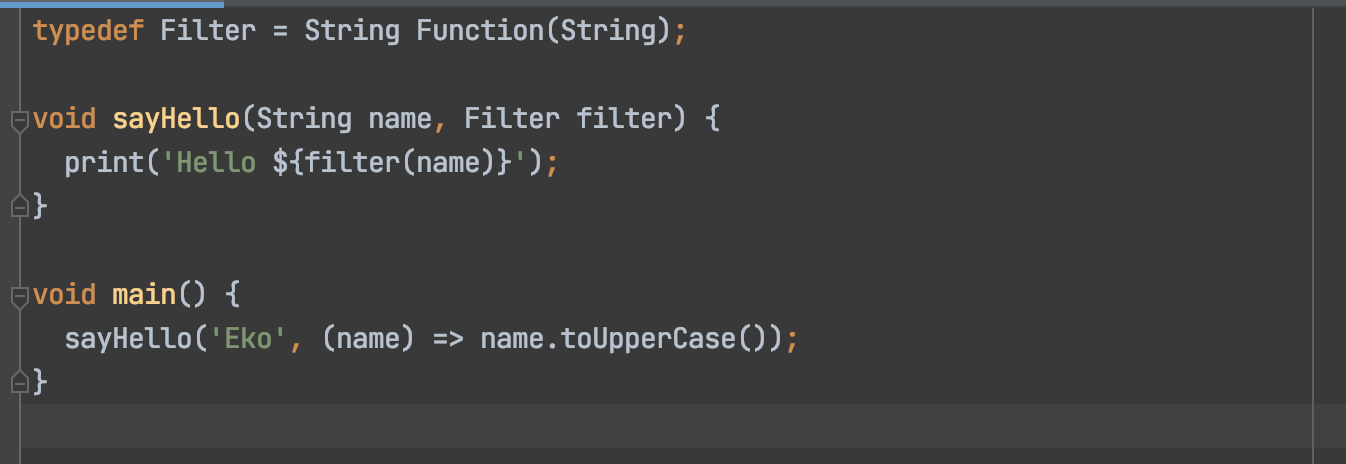 typedef Filter = String Function(String);
void sayHello(String name, Filter filter) {
  print('Hello ${filter(name)}');
}
void main() {
  sayHello('Eko', (name) => name.toUpperCase());
}